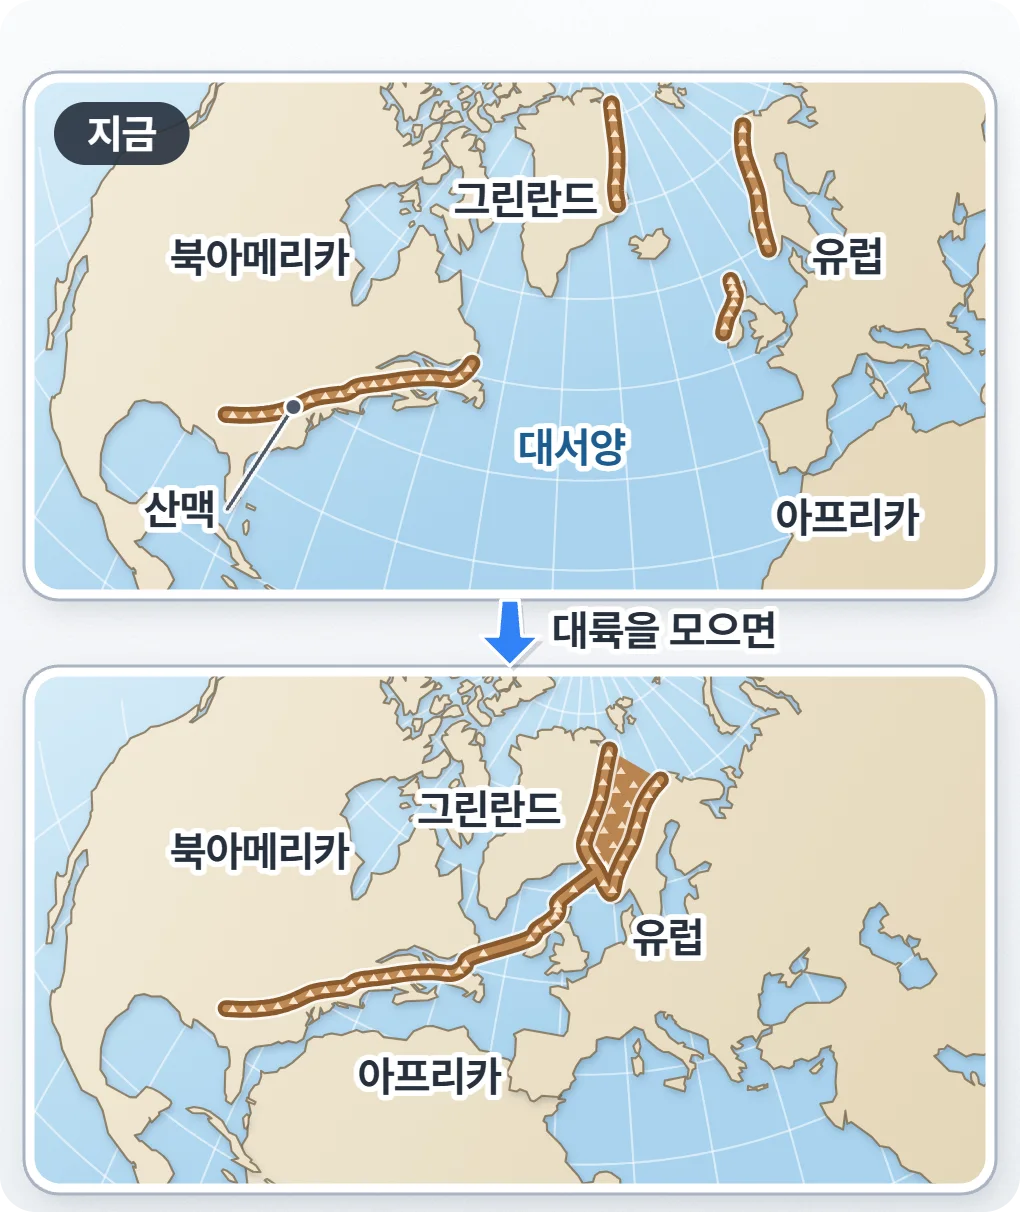 지금
그린란드
북아메리카
유럽
대서양
산맥
아프리카
대륙을 모으면
그린란드
북아메리카
유럽
아프리카